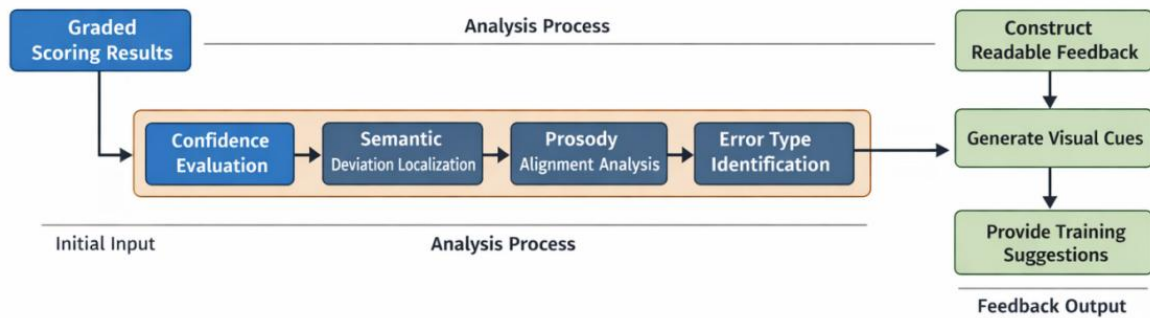 Graded
Scoring Results
Analysis Process
Construct
Readable Feedback
Confidence
Evaluation
Semantic
Deviation Localization
Prosody
Alignment Analysis
Error Type
Identification
Generate Visual Cues
Initial Input
Analysis Process
Provide Training
Suggestions
Feedback Output